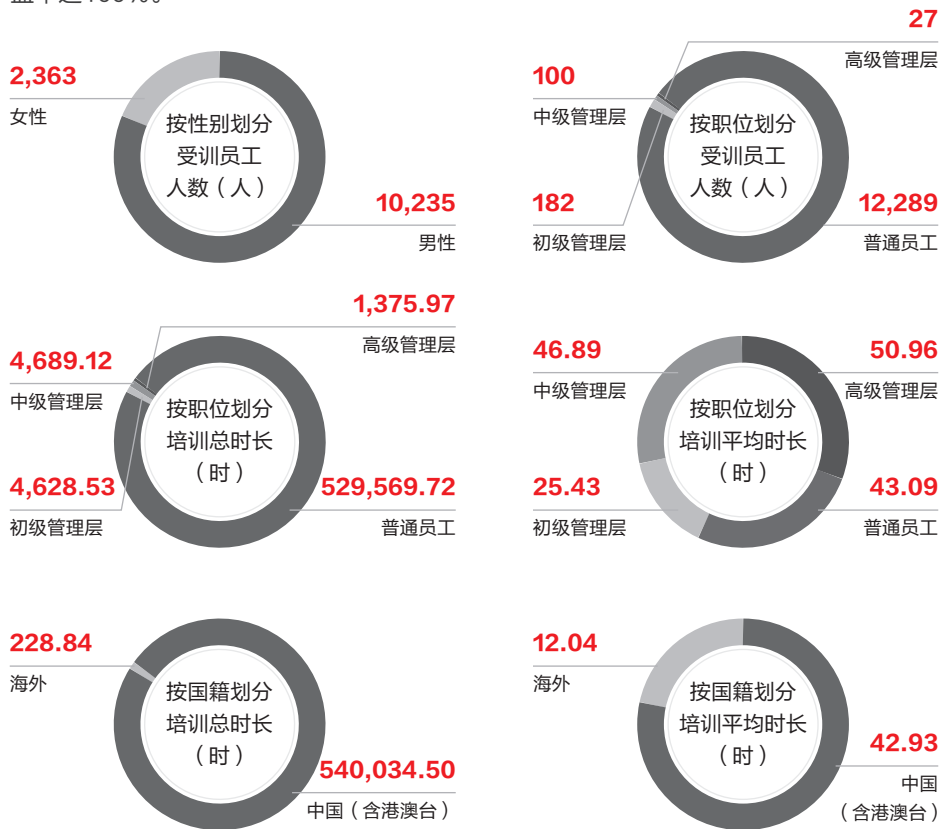 2,363
女性
按性别划分
受训员工
人数（人）
10,235
男性
27
高级管理层
100
中级管理层
按职位划分
受训员工
人数（人）
182
初级管理层
12,289
普通员工
1,375.97
高级管理层
4,689.12
中级管理层
按职位划分
培训总时长
（时）
4,628.53
初级管理层
529,569.72
普通员工
46.89
中级管理层
50.96
高级管理层
按职位划分
培训平均时长
（时）
25.43
初级管理层
43.09
普通员工
228.84
海外
按国籍划分
培训总时长
（时）
540,034.50
中国（含港澳台）
12.04
海外
按国籍划分
培训平均时长
（时）
42.93
中国
（含港澳台）